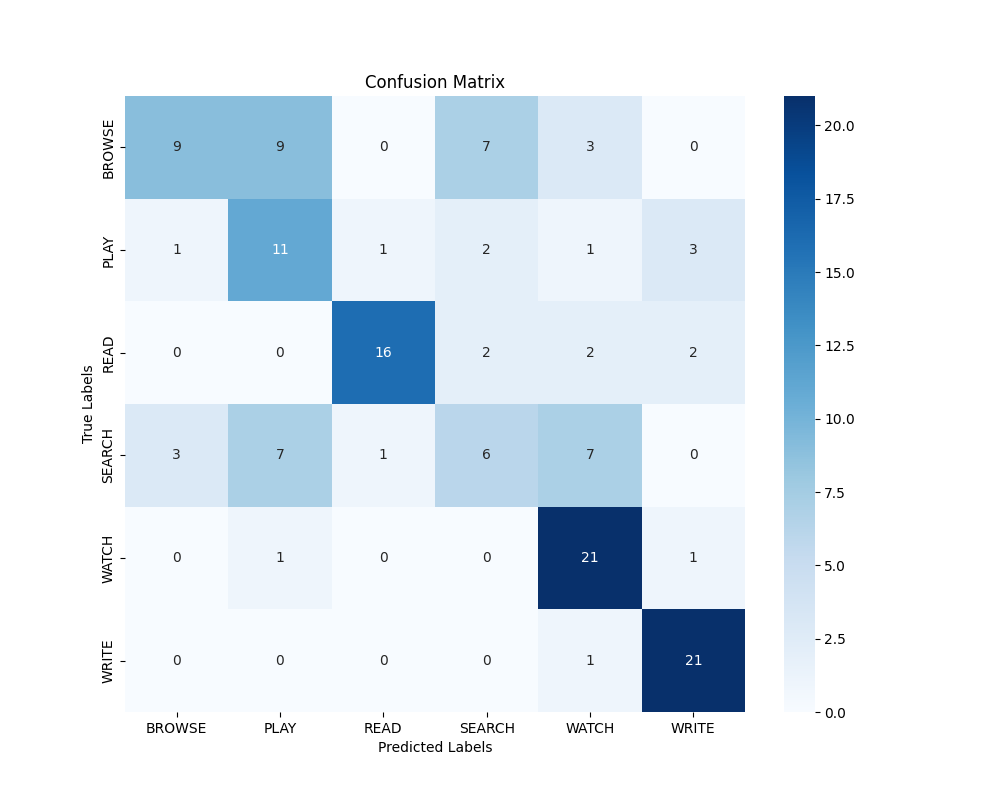 Confusion Matrix
BROWSE 9 9 0 7 3 0
PLAY 1 11 1 2 1 3
READ 0 0 16 2 2 2
SEARCH 3 7 1 6 7 0
WATCH 0 1 0 0 21 1
WRITE 0 0 0 0 1 21
BROWSE PLAY READ SEARCH WATCH WRITE
Predicted Labels
True Labels
20.0
17.5
15.0
12.5
10.0
7.5
5.0
2.5
0.0